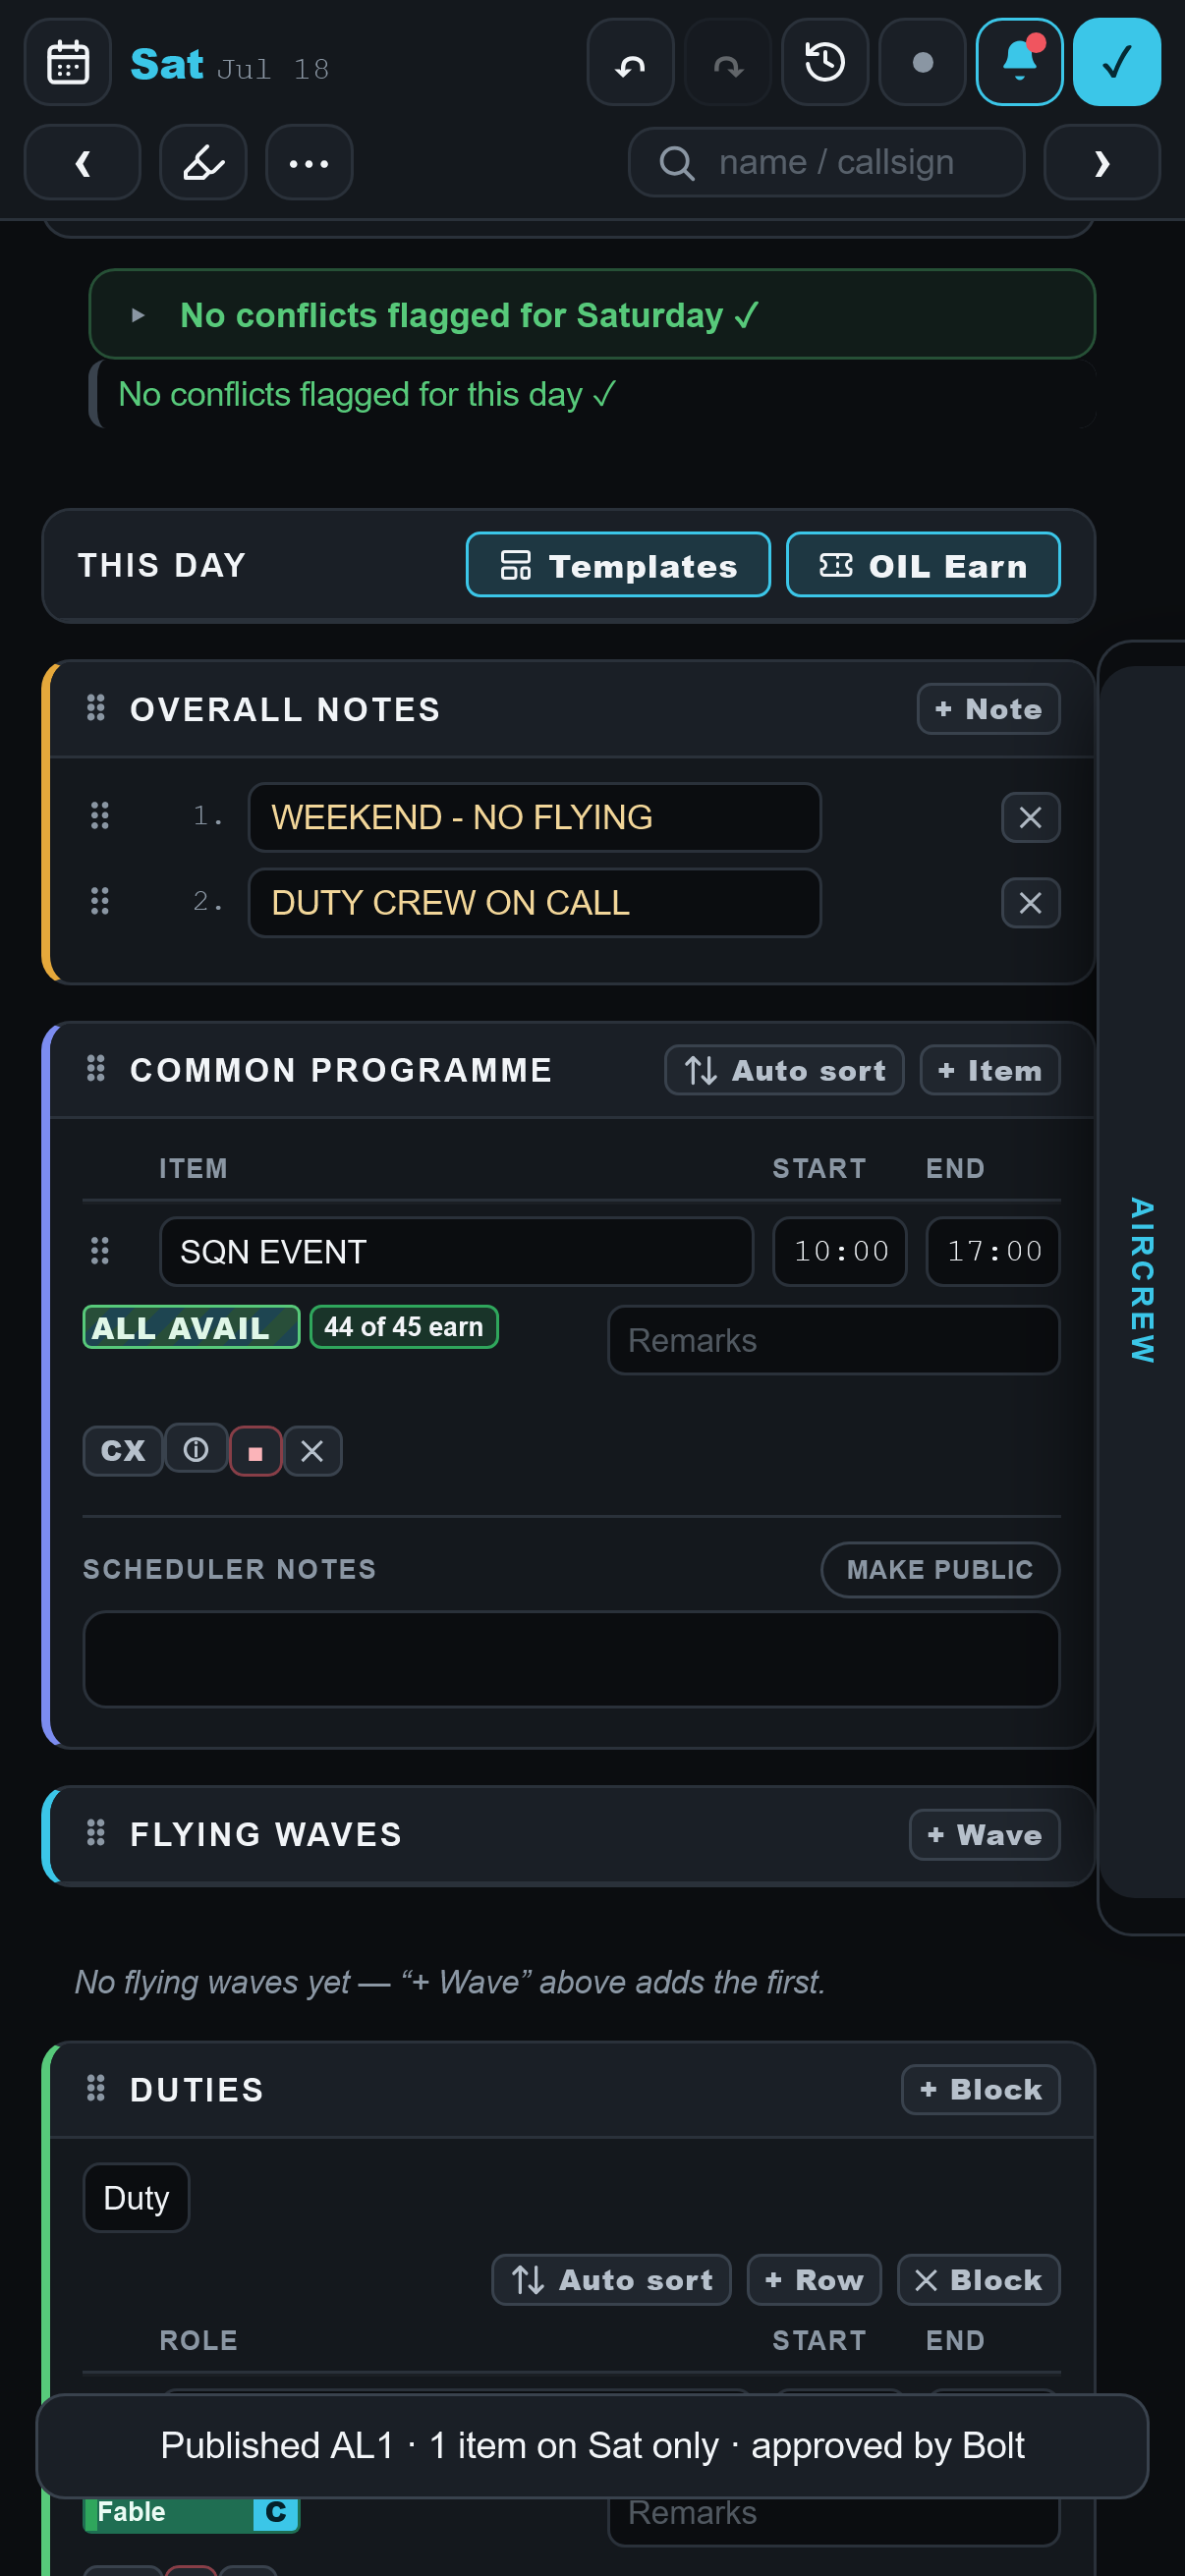 Sat Jul 18
name / callsign
No conflicts flagged for Saturday ✓
No conflicts flagged for this day ✓
THIS DAY
Templates
OIL Earn
OVERALL NOTES
+ Note
1. WEEKEND - NO FLYING
2. DUTY CREW ON CALL
COMMON PROGRAMME
Auto sort
+ Item
ITEM START END
SQN EVENT 10:00 17:00
ALL AVAIL 44 of 45 earn Remarks
CX
SCHEDULER NOTES MAKE PUBLIC
AIRCREW
FLYING WAVES
+ Wave
No flying waves yet — “+ Wave” above adds the first.
DUTIES
+ Block
Duty
Auto sort + Row × Block
ROLE START END
Published AL1 · 1 item on Sat only · approved by Bolt
Fable C Remarks